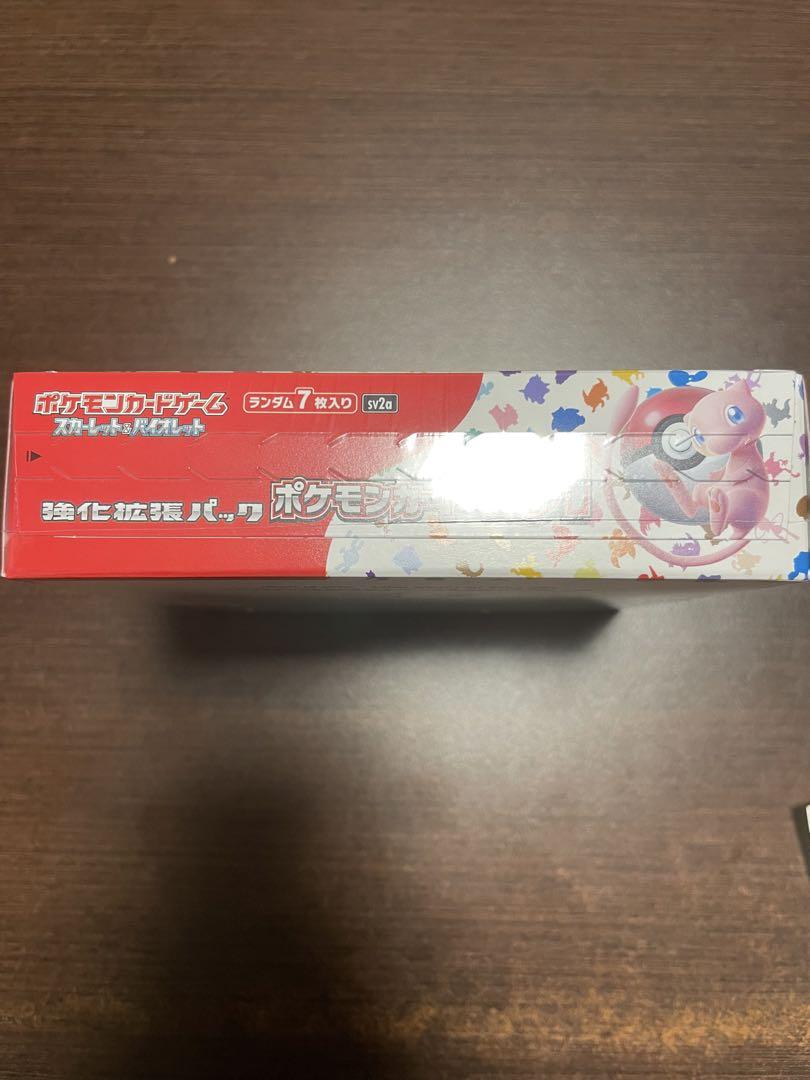 ポケモンカードゲーム
スカーレット&バイオレット
ランダム7枚入り
SV2a
強化拡張パック
ポケモンカ